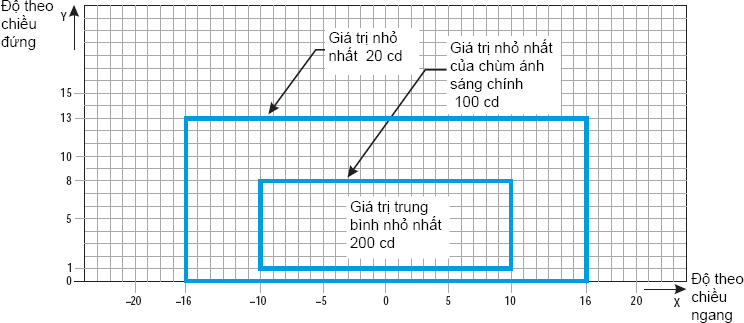 Độ theo
chiều
đứng
Y
Giá trị nhỏ
nhất 20 cd
Giá trị nhỏ nhất
của chùm ánh
sáng chính
100 cd
15
13
10
8
5
1
0
Giá trị trung
bình nhỏ nhất
200 cd
–20 –16 –10 –5 0 5 10 16 20 X
Độ theo
chiều
ngang